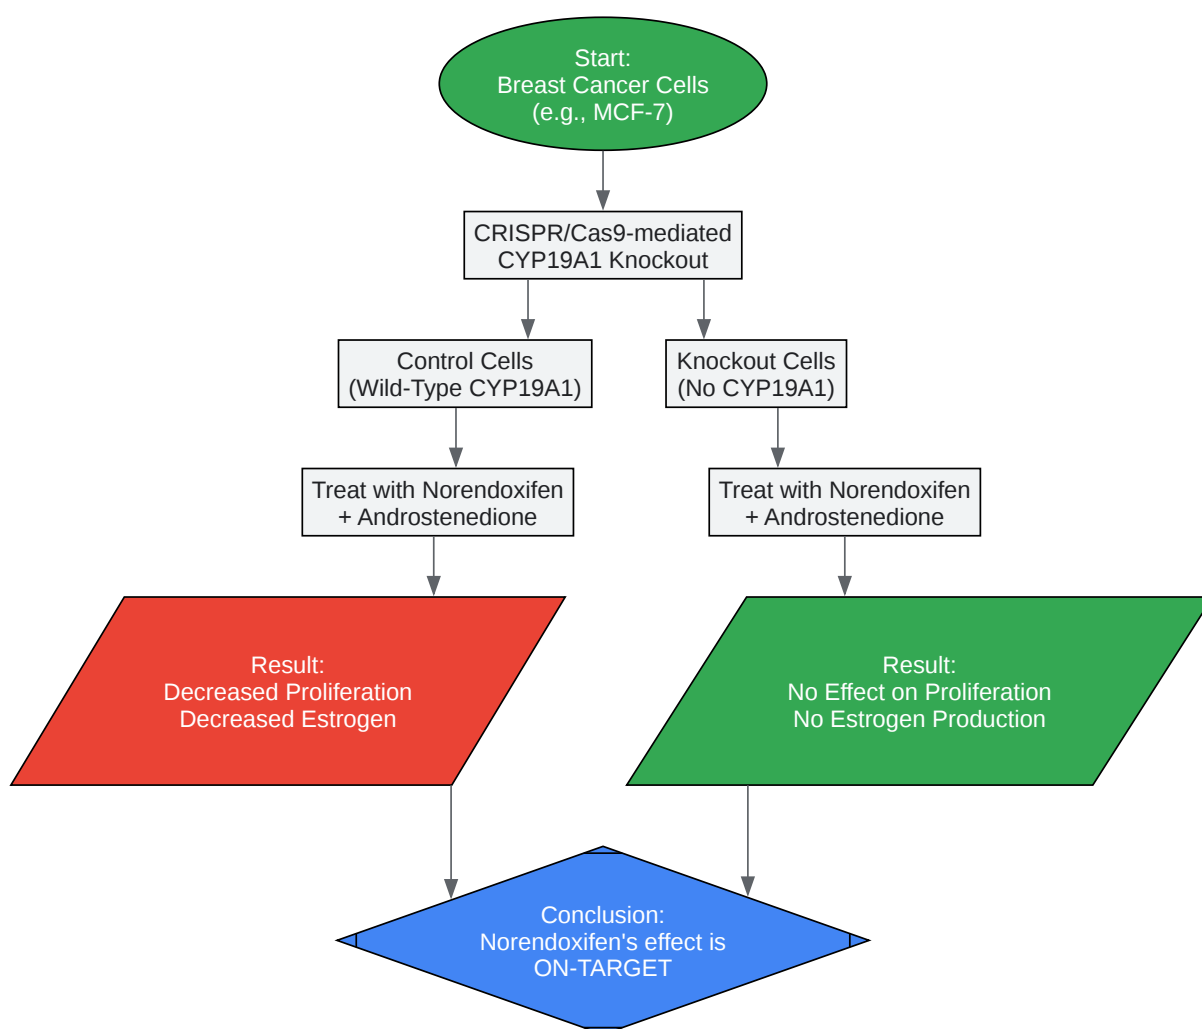 Start:
Breast Cancer Cells
(e.g., MCF-7)
CRISPR/Cas9-mediated
CYP19A1 Knockout
Control Cells
(Wild-Type CYP19A1)
Knockout Cells
(No CYP19A1)
Treat with Norendoxifen
+ Androstenedione
Treat with Norendoxifen
+ Androstenedione
Result:
Decreased Proliferation
Decreased Estrogen
Result:
No Effect on Proliferation
No Estrogen Production
Conclusion:
Norendoxifen's effect is
ON-TARGET